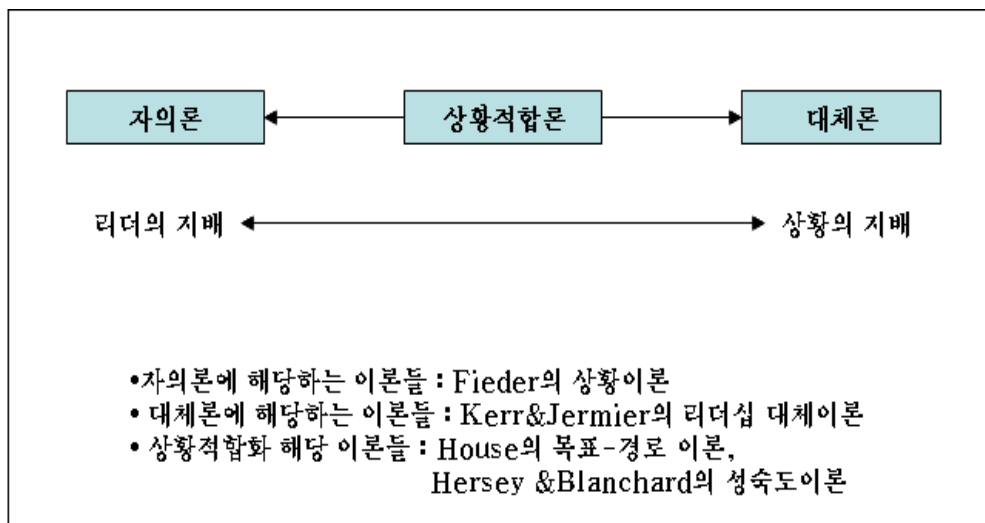 자의론 상황적합론 대체론
리더의 지배 상황의 지배
•자의론에 해당하는 이론들 : Fieder의 상황이론
• 대체론에 해당하는 이론들 : Kerr&Jermier의 리더십 대체이론
• 상황적합화 해당 이론들 : House의 목표-경로 이론,
Hersey &Blanchard의 성숙도이론